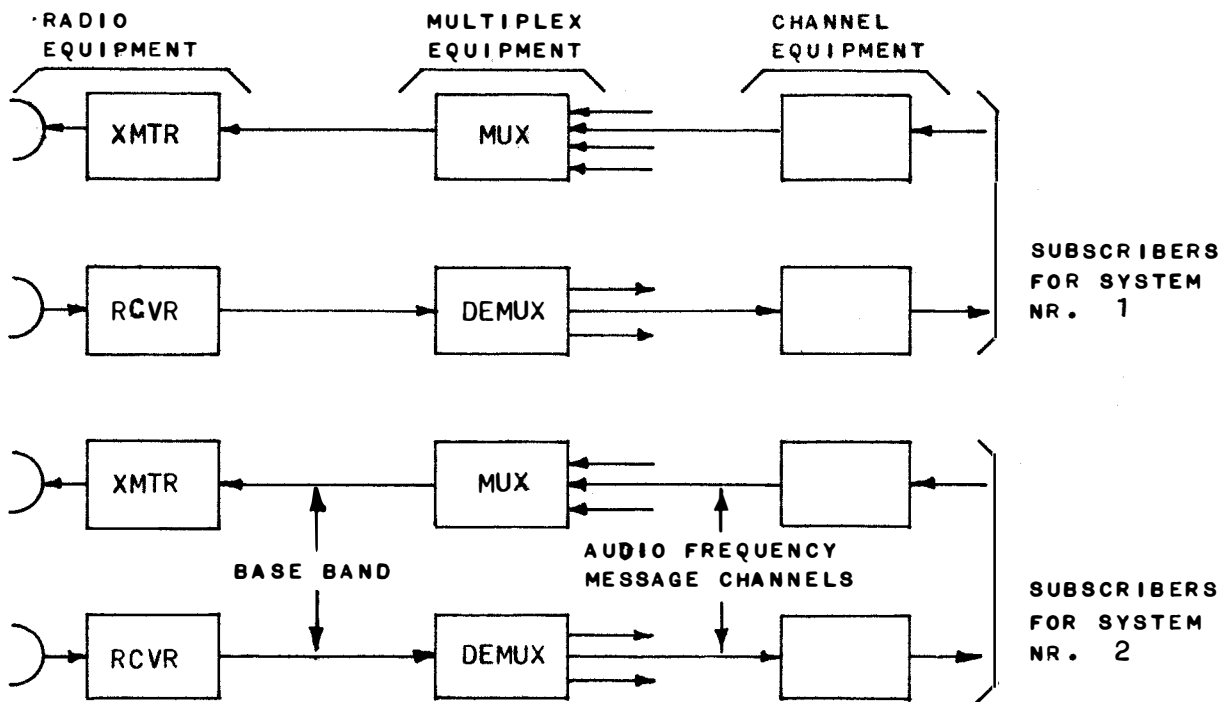 RADIO
EQUIPMENT
MULTIPLEX
EQUIPMENT
CHANNEL
EQUIPMENT
XMTR
MUX
SUBSCRIBERS
FOR SYSTEM
NR. 1
RCVR
DEMUX
XMTR
MUX
BASE BAND
AUDIO FREQUENCY
MESSAGE CHANNELS
SUBSCRIBERS
FOR SYSTEM
NR. 2
RCVR
DEMUX